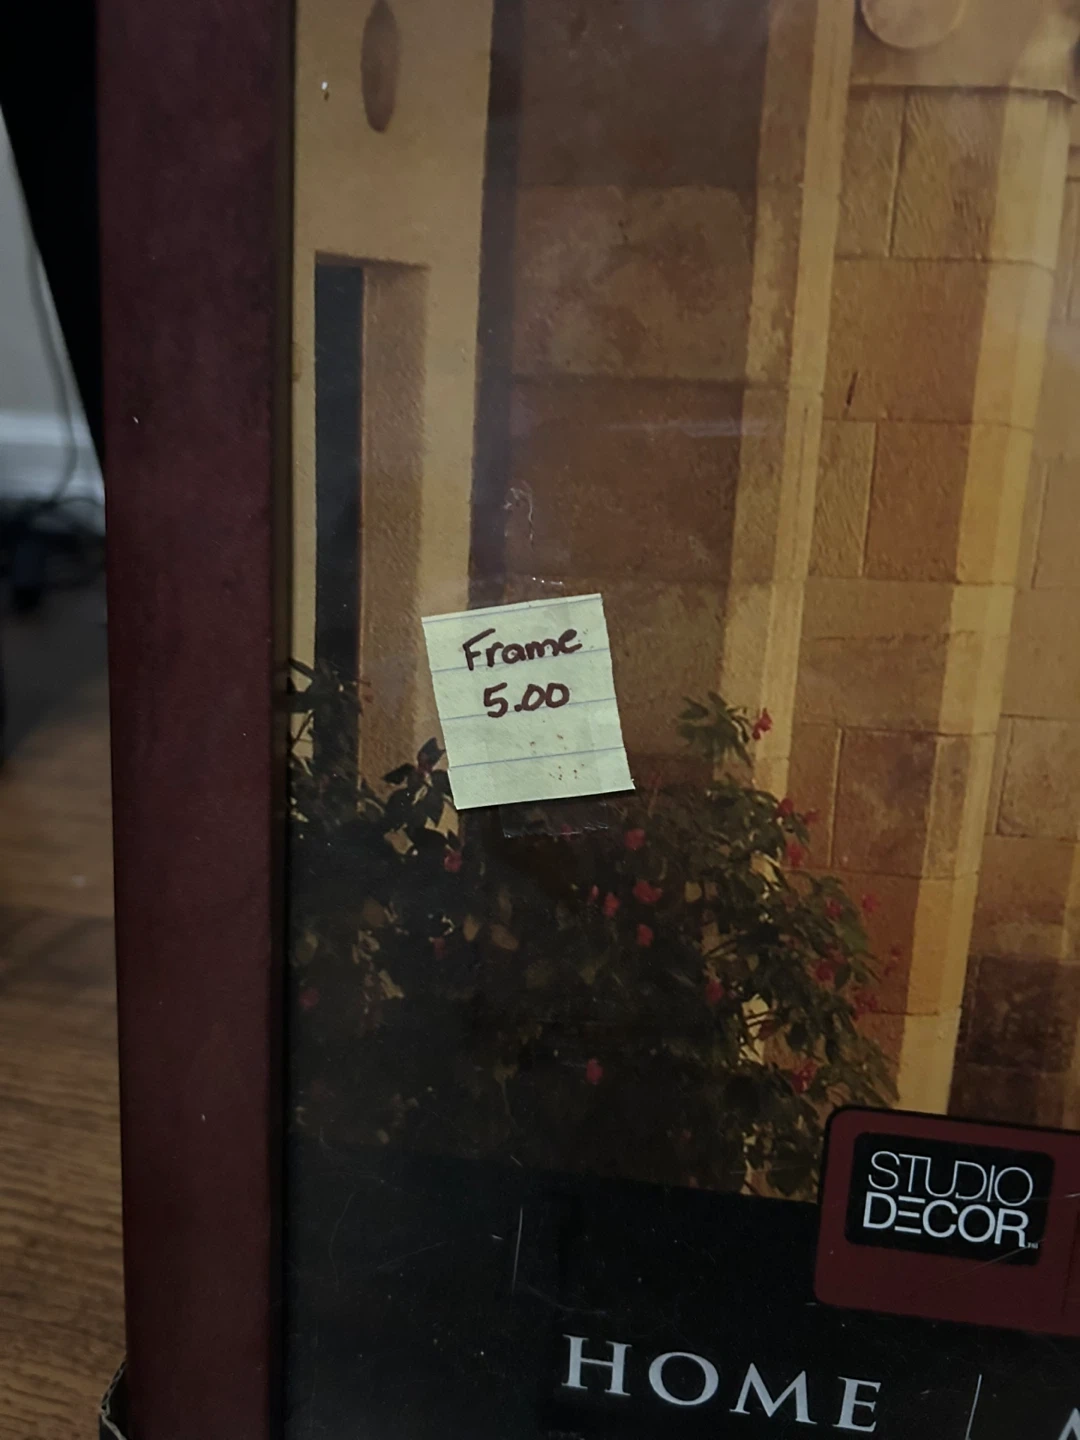 Frame
5.00
STUDIO
DECOR
HOME